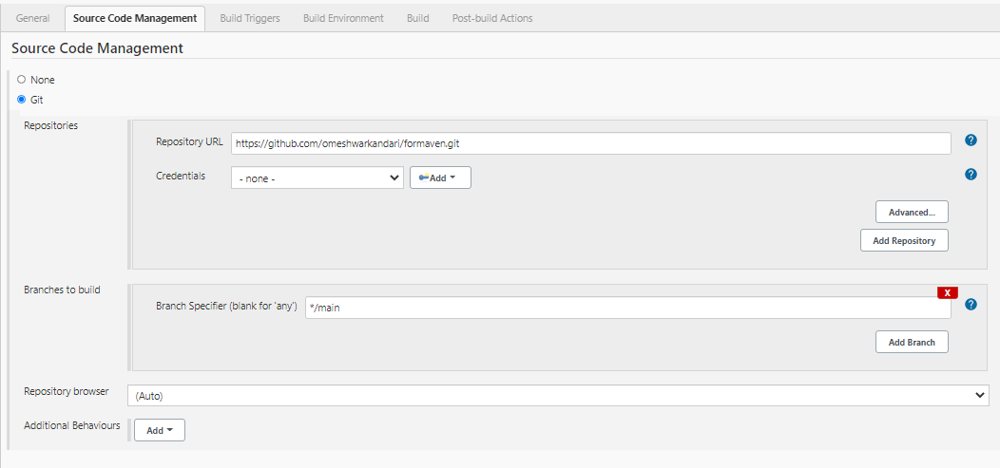 General Source Code Management Build Triggers Build Environment Build Post-build Actions
Source Code Management
None
Git
Repositories
Repository URL https://github.com/omeshwarkandari/formaven.git ?
Credentials - none - Add ?
Advanced...
Add Repository
Branches to build
X
Branch Specifier (blank for 'any') */main ?
Add Branch
Repository browser (Auto)
Additional Behaviours Add